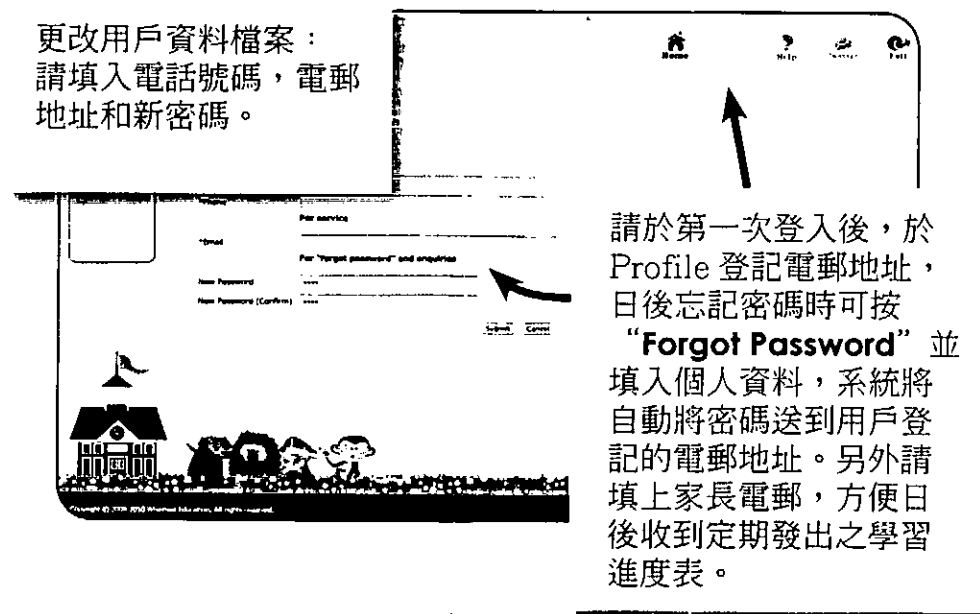 更改用戶資料檔案：
請填入電話號碼，電郵
地址和新密碼。
Home
Help
Exit
For service
*Email
For "forgot password" and enquiries
New Password
New Password (Confirm)
Submit Cancel
請於第一次登入後，於
Profile 登記電郵地址，
日後忘記密碼時可按
“Forgot Password” 並
填入個人資料，系統將
自動將密碼送到用戶登
記的電郵地址。另外請
填上家長電郵，方便日
後收到定期發出之學習
進度表。
All rights reserved.